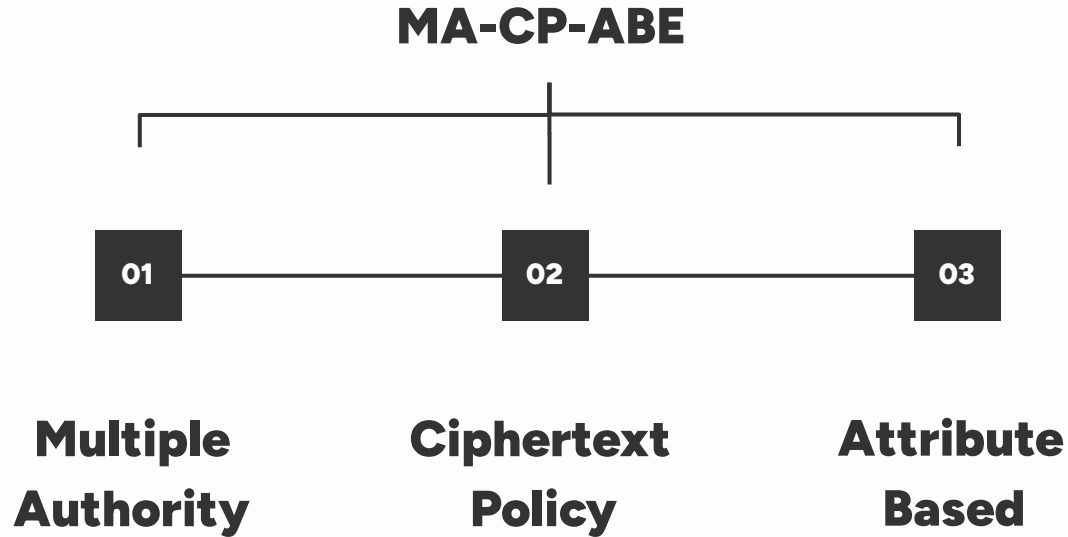 MA-CP-ABE
01
02
03
Multiple
Authority
Ciphertext
Policy
Attribute
Based